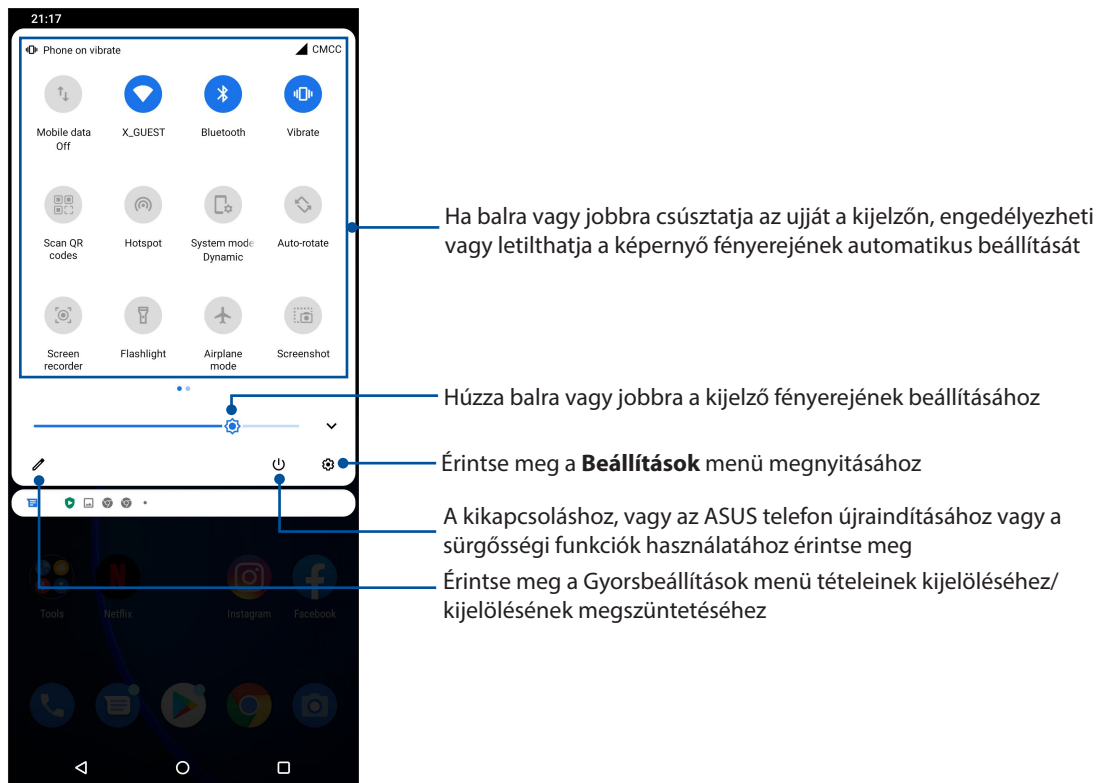 21:17
Phone on vibrate CMCC
Mobile data X_GUEST Bluetooth Vibrate
Off
Scan QR Hotspot System mode Auto-rotate
codes Dynamic
Screen Flashlight Airplane Screenshot
recorder mode
Ha balra vagy jobbra csúsztatja az ujját a kijelzőn, engedélyezheti
vagy letilthatja a képernyő fényerejének automatikus beállítását
Húzza balra vagy jobbra a kijelző fényerejének beállításához
Érintse meg a Beállítások menü megnyitásához
A kikapcsoláshoz, vagy az ASUS telefon újraindításához vagy a
sürgősségi funkciók használatához érintse meg
Érintse meg a Gyorsbeállítások menü tételeinek kijelöléséhez/
kijelölésének megszüntetéséhez
Tools Netflix Instagram Facebook